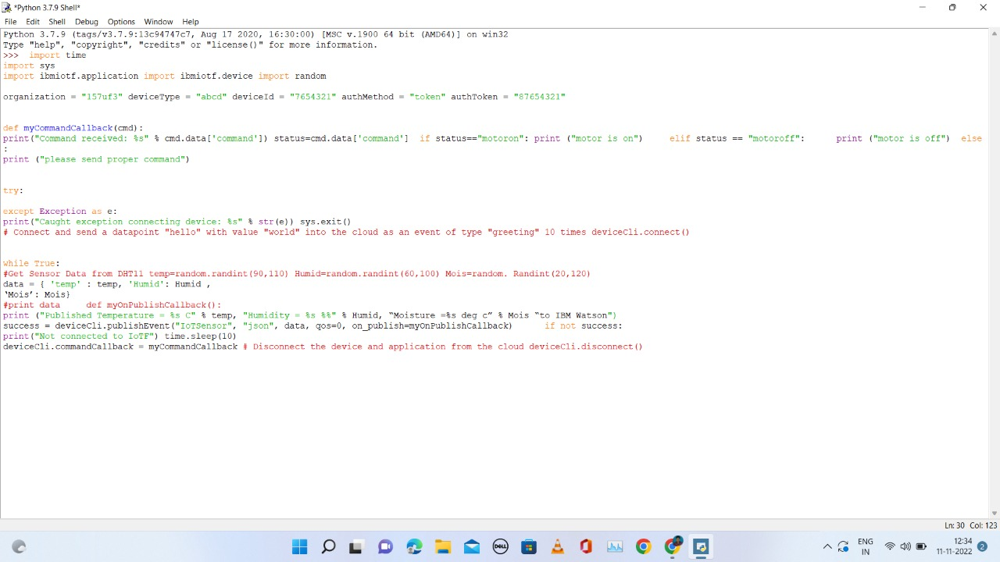 *Python 3.7.9 Shell*
File Edit Shell Debug Options Window Help
Python 3.7.9 (tags/v3.7.9:13c94747c7, Aug 17 2020, 16:30:00) [MSC v.1900 64 bit (AMD64)] on win32
Type "help", "copyright", "credits" or "license()" for more information.
>>> import time
import sys
import ibmiotf.application import ibmiotf.device import random
organization = "157uf3" deviceType = "abcd" deviceId = "7654321" authMethod = "token" authToken = "87654321"
def myCommandCallback(cmd):
print("Command received: %s" % cmd.data['command']) status=cmd.data['command'] if status=="motoron": print ("motor is on") elif status == "motoroff": print ("motor is off") else
:
print ("please send proper command")
try:
except Exception as e:
print("Caught exception connecting device: %s" % str(e)) sys.exit()
# Connect and send a datapoint "hello" with value "world" into the cloud as an event of type "greeting" 10 times deviceCli.connect()
while True:
#Get Sensor Data from DHT11 temp=random.randint(90,110) Humid=random.randint(60,100) Mois=random. Randint(20,120)
data = { 'temp' : temp, 'Humid': Humid ,
‘Mois’: Mois}
#print data def myOnPublishCallback():
print ("Published Temperature = %s C" % temp, "Humidity = %s %%" % Humid, “Moisture =%s deg c” % Mois “to IBM Watson")
success = deviceCli.publishEvent("IoTSensor", "json", data, qos=0, on_publish=myOnPublishCallback) if not success:
print("Not connected to IoTF") time.sleep(10)
deviceCli.commandCallback = myCommandCallback # Disconnect the device and application from the cloud deviceCli.disconnect()
Ln: 30 Col: 123
DELL
ENG
IN
12:34
11-11-2022
2